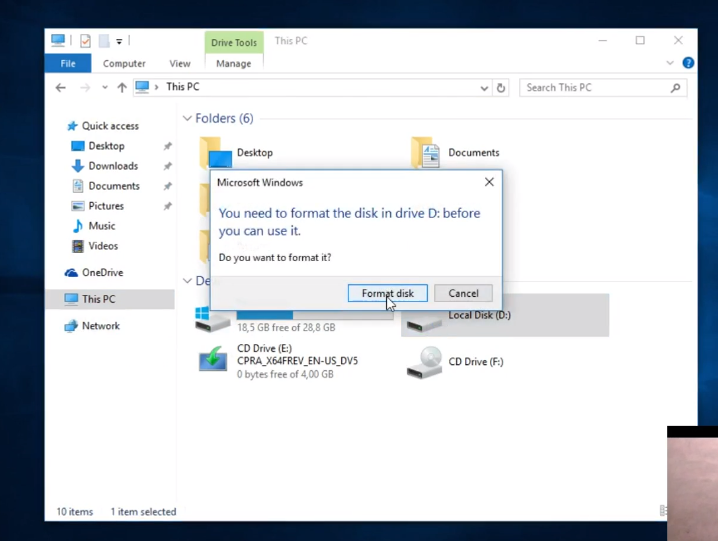 Drive Tools
This PC
File
Computer
View
Manage
This PC
Search This PC
Quick access
Desktop
Downloads
Documents
Pictures
Music
Videos
OneDrive
This PC
Network
Folders (6)
Desktop
Documents
Microsoft Windows
You need to format the disk in drive D: before
you can use it.
Do you want to format it?
Format disk
Cancel
De
18,5 GB free of 28,8 GB
Local Disk (D:)
CD Drive (E:)
CPRA_X64FREV_EN-US_DV5
0 bytes free of 4,00 GB
CD Drive (F:)
10 items
1 item selected